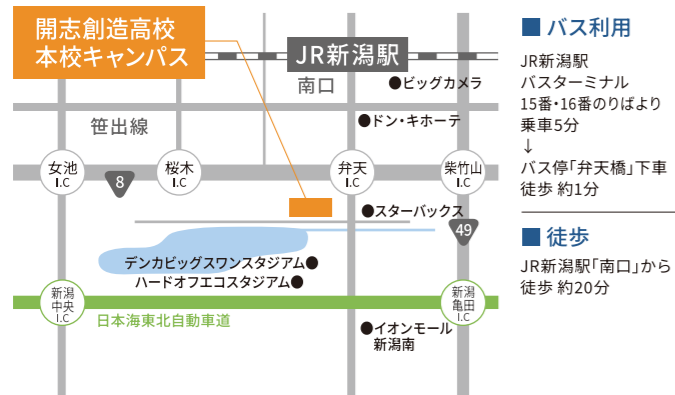 開志創造高校
本校キャンパス
JR新潟駅
南口
●ビッグカメラ
●ドン・キホーテ
笹出線
女池
I.C
8
桜木
I.C
弁天
I.C
紫竹山
I.C
●スターバックス
49
デンカビッグスワンスタジアム●
ハードオフエコスタジアム●
新潟
中央
I.C
日本海東北自動車道
新潟
亀田
I.C
●イオンモール
新潟南
■ バス利用
JR新潟駅
バスターミナル
15番・16番のりばより
乗車5分
↓
バス停「弁天橋」下車
徒歩 約1分
■ 徒歩
JR新潟駅「南口」から
徒歩 約20分